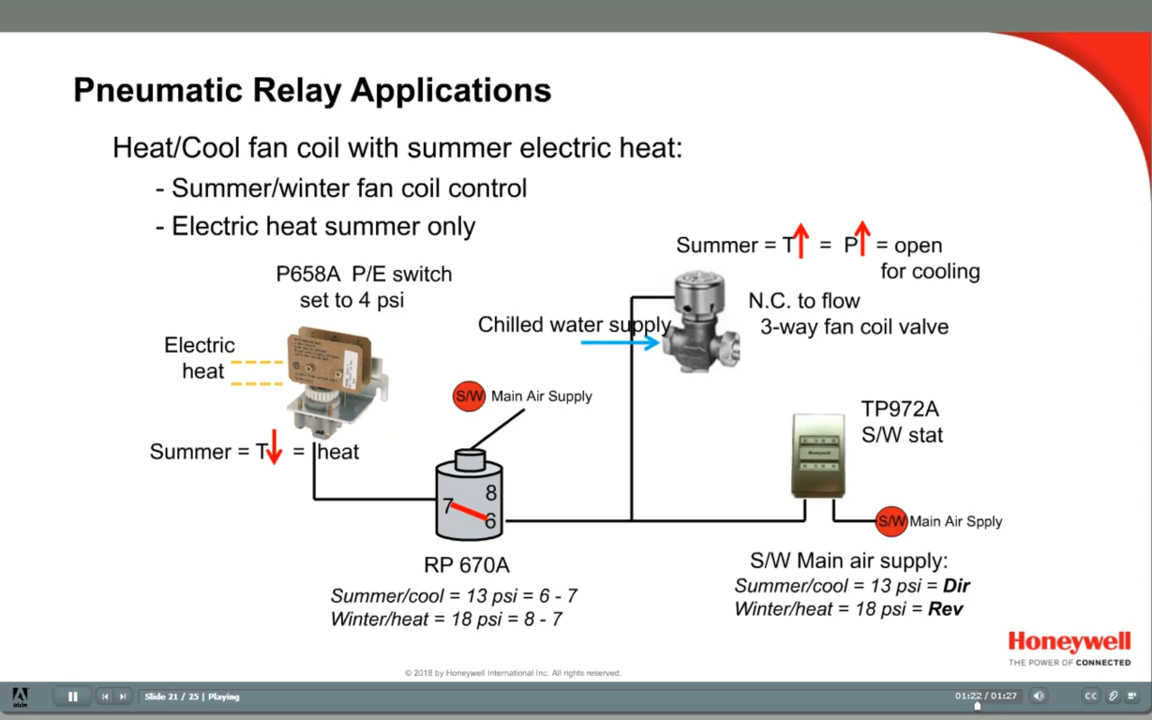 Pneumatic Relay Applications
Heat/Cool fan coil with summer electric heat:
- Summer/winter fan coil control
- Electric heat summer only
Summer = T = P = open
for cooling
P658A P/E switch
set to 4 psi
N.C. to flow
3-way fan coil valve
Chilled water supply
Electric
heat
S/W Main Air Supply
TP972A
S/W stat
Summer = T = heat
8
7
6
S/W Main Air Spply
RP 670A
Summer/cool = 13 psi = 6 - 7
Winter/heat = 18 psi = 8 - 7
S/W Main air supply:
Summer/cool = 13 psi = Dir
Winter/heat = 18 psi = Rev
Honeywell
THE POWER OF CONNECTED
© 2018 by Honeywell International Inc. All rights reserved.
Slide 21 / 25 | Playing
01:22 / 01:27
CC